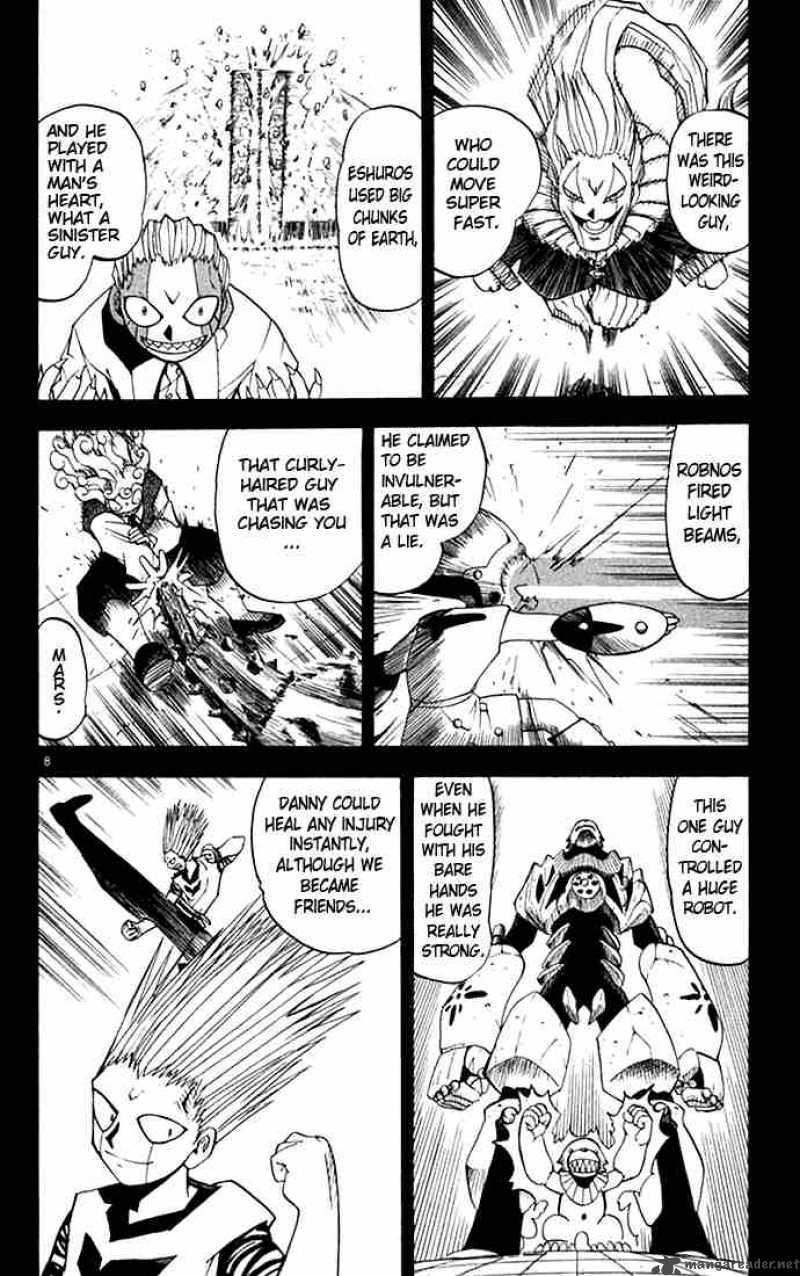 THERE
WAS THIS
WEIRD-
LOOKING
GUY,
WHO
COULD
MOVE
SUPER
FAST.
ESHUROS
USED BIG
CHUNKS
OF EARTH,
AND HE
PLAYED
WITH A
MAN'S
HEART,
WHAT A
SINISTER
GUY.
ROBNOS
FIRED
LIGHT
BEAMS,
HE CLAIMED
TO BE
INVULNER-
ABLE, BUT
THAT WAS
A LIE.
THAT CURLY-
HAIRED GUY
THAT WAS
CHASING YOU
...
MARS.
8
THIS
ONE GUY
CON-
TROLLED
A HUGE
ROBOT.
EVEN
WHEN HE
FOUGHT
WITH HIS
BARE
HANDS
HE WAS
REALLY
STRONG.
DANNY COULD
HEAL ANY INJURY
INSTANTLY,
ALTHOUGH WE
BECAME
FRIENDS...
mangareader.net